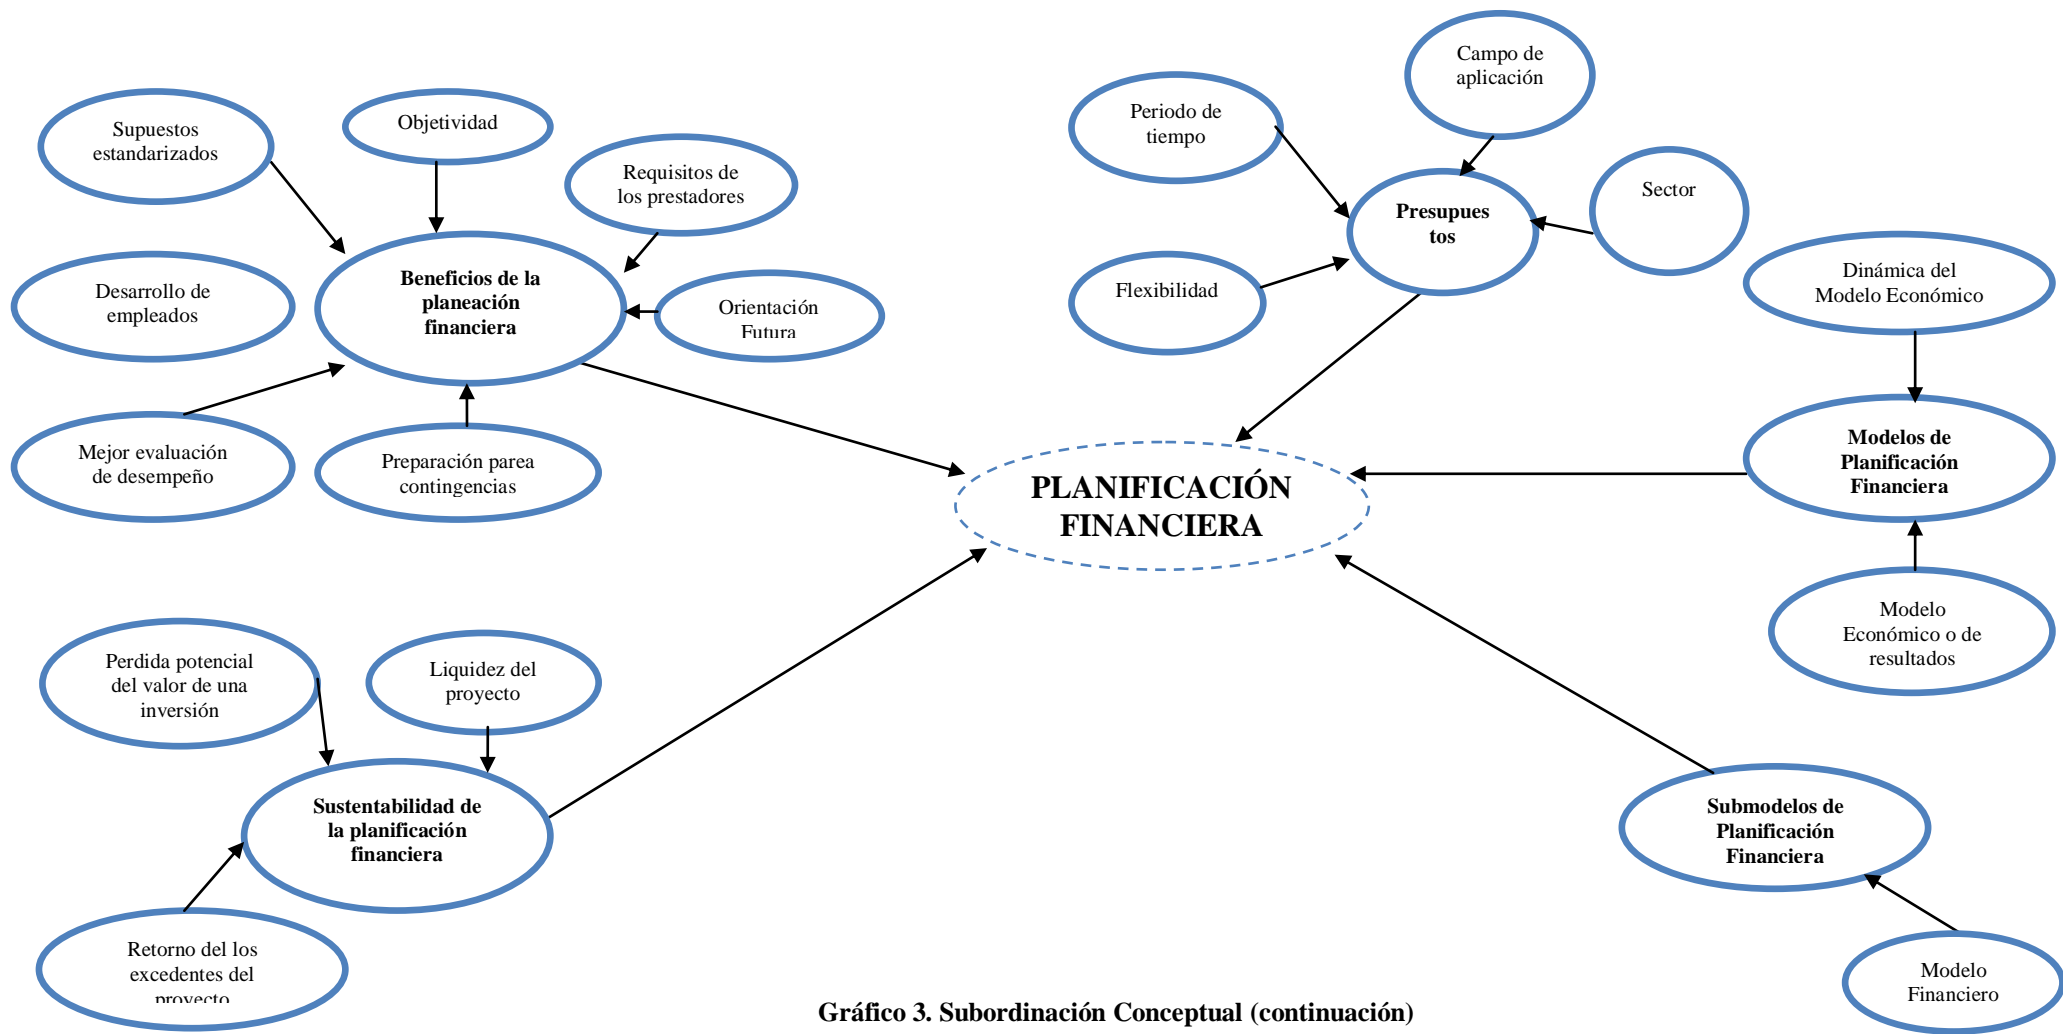 Supuestos
estandarizados
Objetividad
Requisitos de
los prestadores
Desarrollo de
empleados
Beneficios de la
planeación
financiera
Orientación
Futura
Mejor evaluación
de desempeño
Preparación parea
contingencias
Periodo de
tiempo
Campo de
aplicación
Sector
Presupues
tos
Flexibilidad
Dinámica del
Modelo Económico
Modelos de
Planificación
Financiera
Modelo
Económico o de
resultados
PLANIFICACIÓN
FINANCIERA
Perdida potencial
del valor de una
inversión
Liquidez del
proyecto
Sustentabilidad de
la planificación
financiera
Retorno del los
excedentes del
proyecto
Submodelos de
Planificación
Financiera
Modelo
Financiero
Gráfico 3. Subordinación Conceptual (continuación)